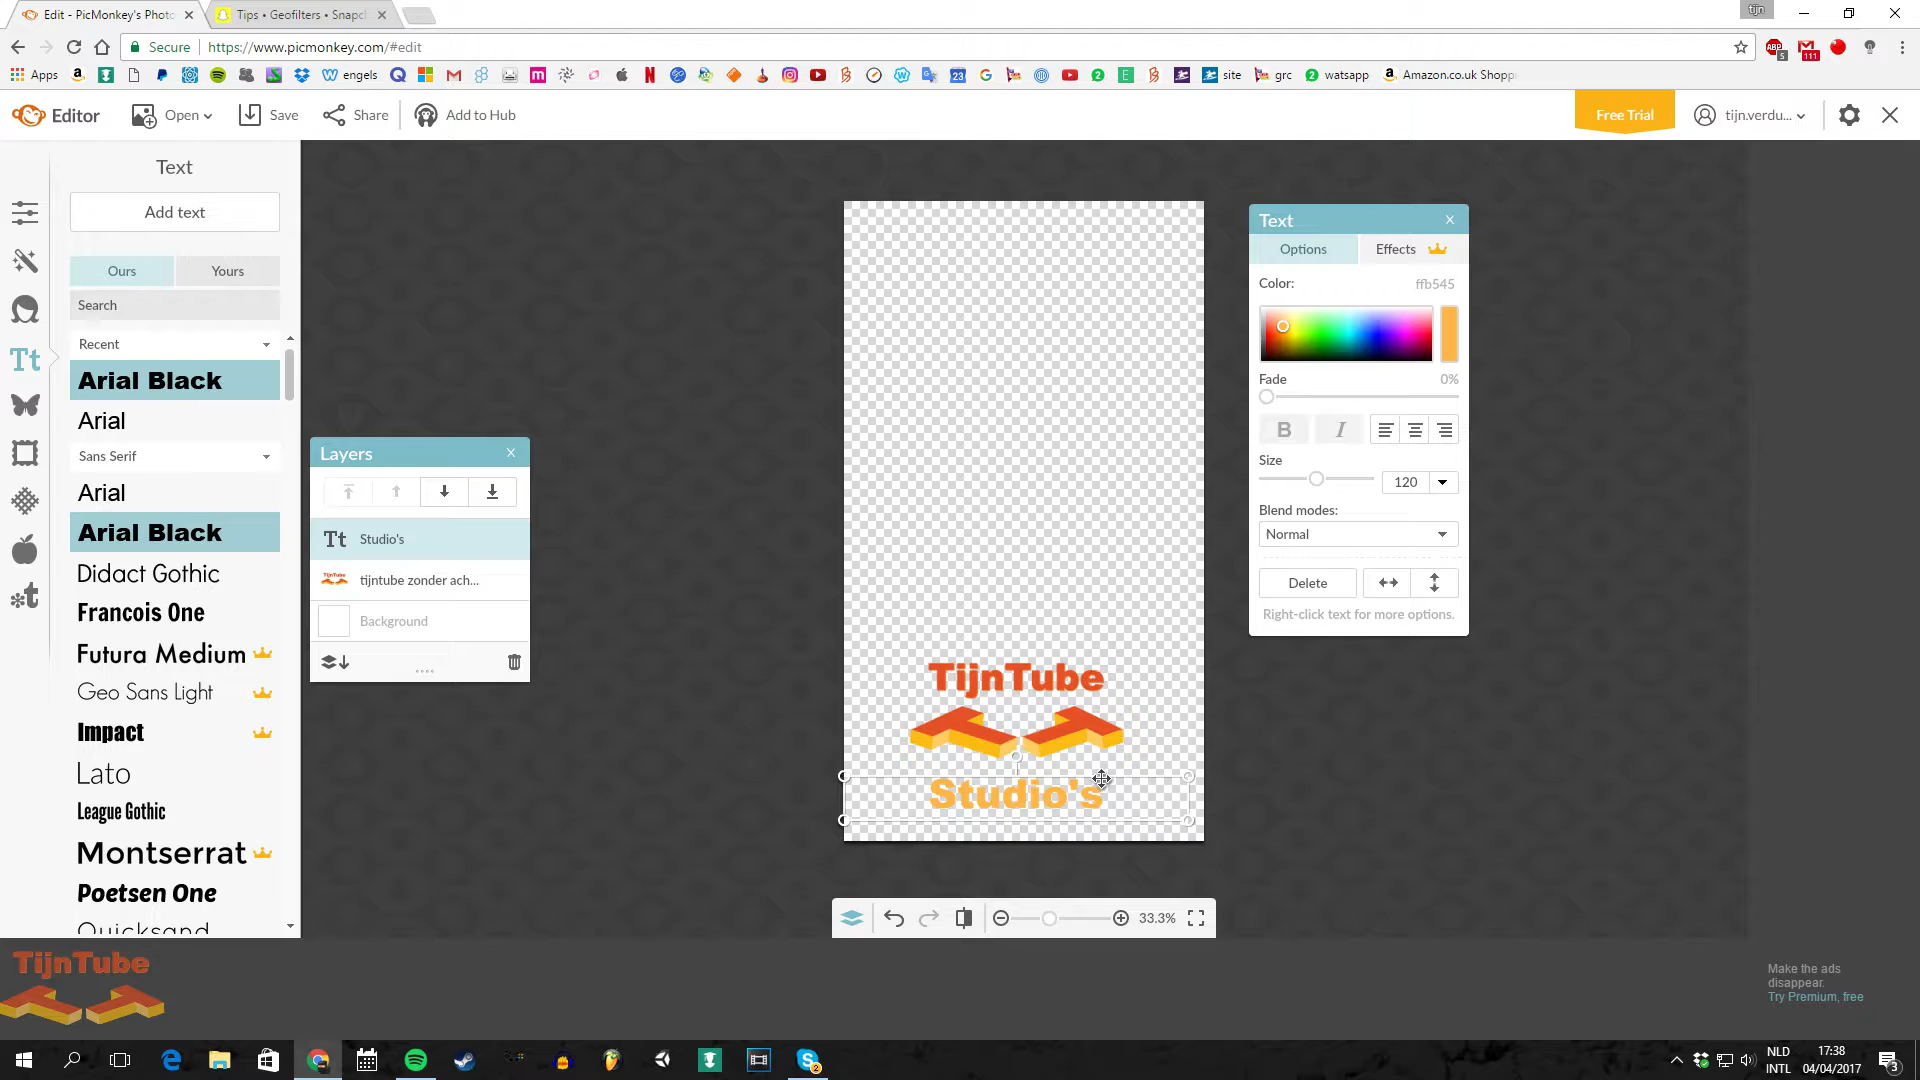 Edit - PicMonkey's Photo
Tips • Geofilters • Snapc
tijn
Secure
https://www.picmonkey.com/#edit
Apps
engels
site
grc
watsapp
Amazon.co.uk Shoppi
Editor
Open
Save
Share
Add to Hub
Free Trial
tijn.verdu...
Text
Add text
Ours
Yours
Search
Recent
Arial Black
Arial
Sans Serif
Arial
Arial Black
Didact Gothic
Francois One
Futura Medium
Geo Sans Light
Impact
Lato
League Gothic
Montserrat
Poetsen One
Quicksand
Layers
Tt Studio's
tijntube zonder ach...
Background
TijnTube
Studio's
Text
Options
Effects
Color:
ffb545
Fade
0%
B
I
Size
120
Blend modes:
Normal
Delete
Right-click text for more options.
33.3%
TijnTube
Make the ads
disappear.
Try Premium, free
NLD
INTL
17:38
04/04/2017